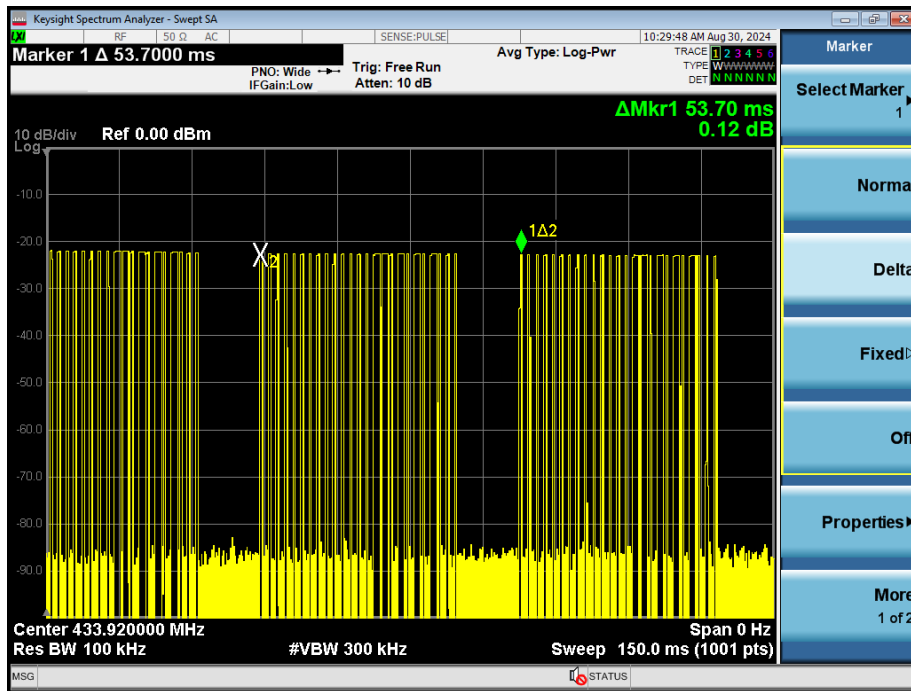 Keysight Spectrum Analyzer - Swept SA
LXI RF 50 Ω AC SENSE:PULSE 10:29:48 AM Aug 30, 2024
Marker 1 Δ 53.7000 ms
PNO: Wide
IFGain:Low
Trig: Free Run
Atten: 10 dB
Avg Type: Log-Pwr
TRACE 1 2 3 4 5 6
TYPE W W W W W W
DET N N N N N N
ΔMkr1 53.70 ms
0.12 dB
10 dB/div Ref 0.00 dBm
Log
-10.0
-20.0
-30.0
-40.0
-50.0
-60.0
-70.0
-80.0
-90.0
X2
1Δ2
Center 433.920000 MHz Span 0 Hz
Res BW 100 kHz #VBW 300 kHz Sweep 150.0 ms (1001 pts)
MSG STATUS
Marker
Select Marker
1
Norma
Delta
Fixed
Off
Properties
More
1 of 2